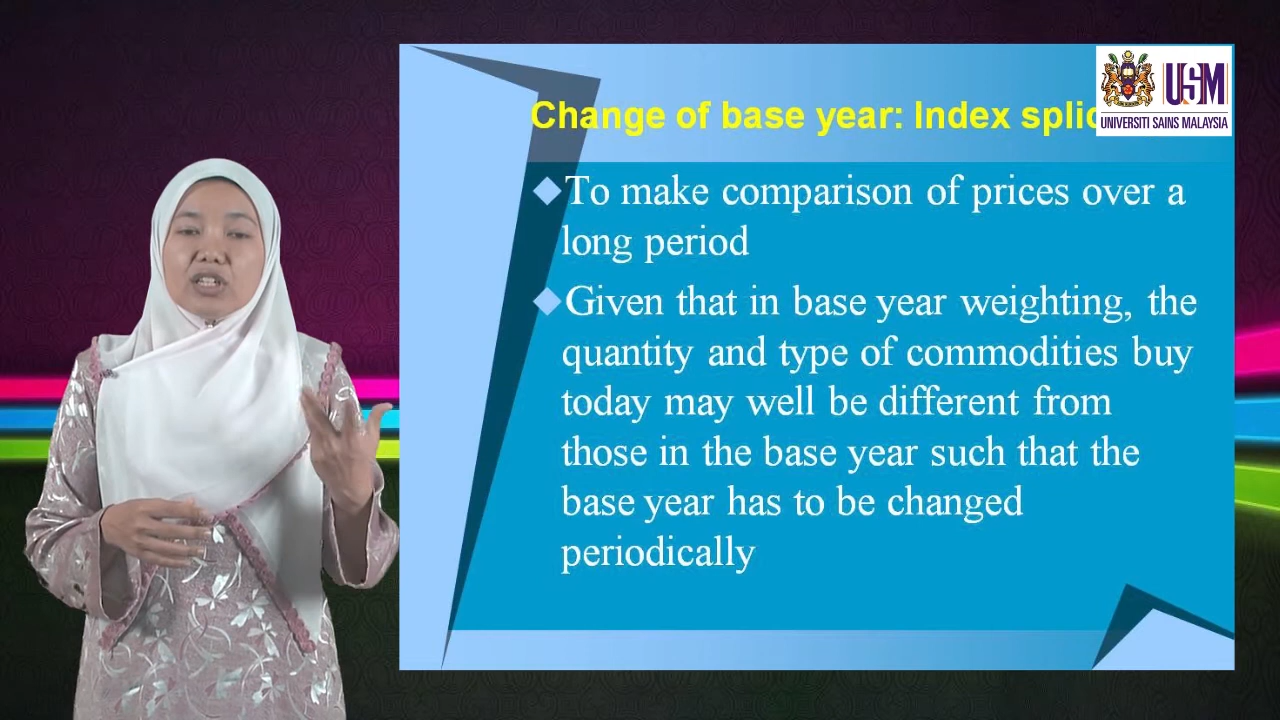 USM
UNIVERSITI SAINS MALAYSIA
Change of base year: Index
To make comparison of prices over a
long period
Given that in base year weighting, the
quantity and type of commodities buy
today may well be different from
those in the base year such that the
base year has to be changed
periodically